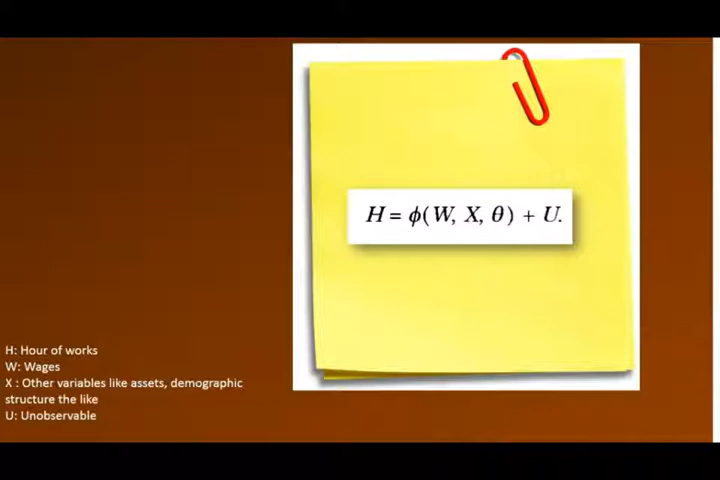 H = ϕ(W, X, θ) + U.
H: Hour of works
W: Wages
X : Other variables like assets, demographic
structure the like
U: Unobservable